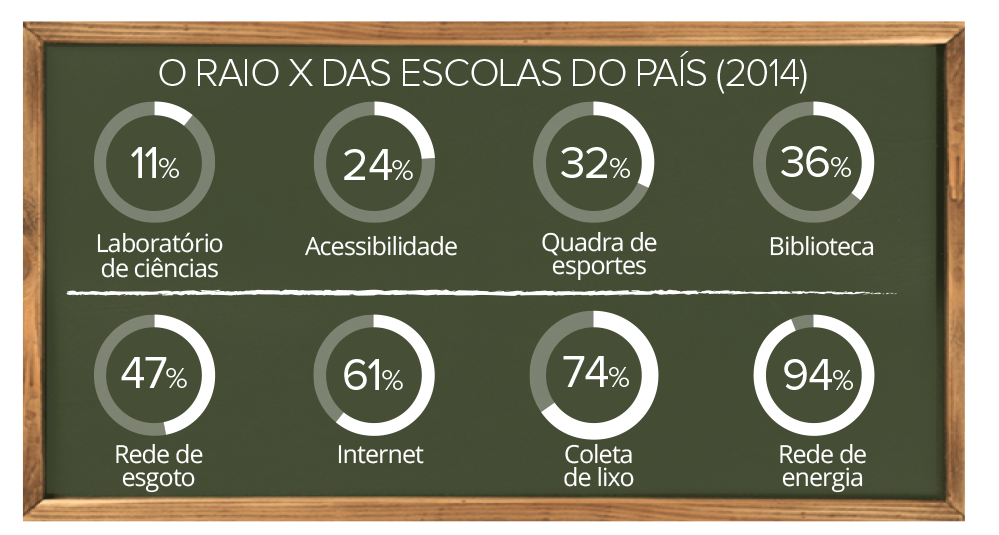 O RAIO X DAS ESCOLAS DO PAÍS (2014)
11%
Laboratório
de ciências
24%
Acessibilidade
32%
Quadra de
esportes
36%
Biblioteca
47%
Rede de
esgoto
61%
Internet
74%
Coleta
de lixo
94%
Rede de
energia